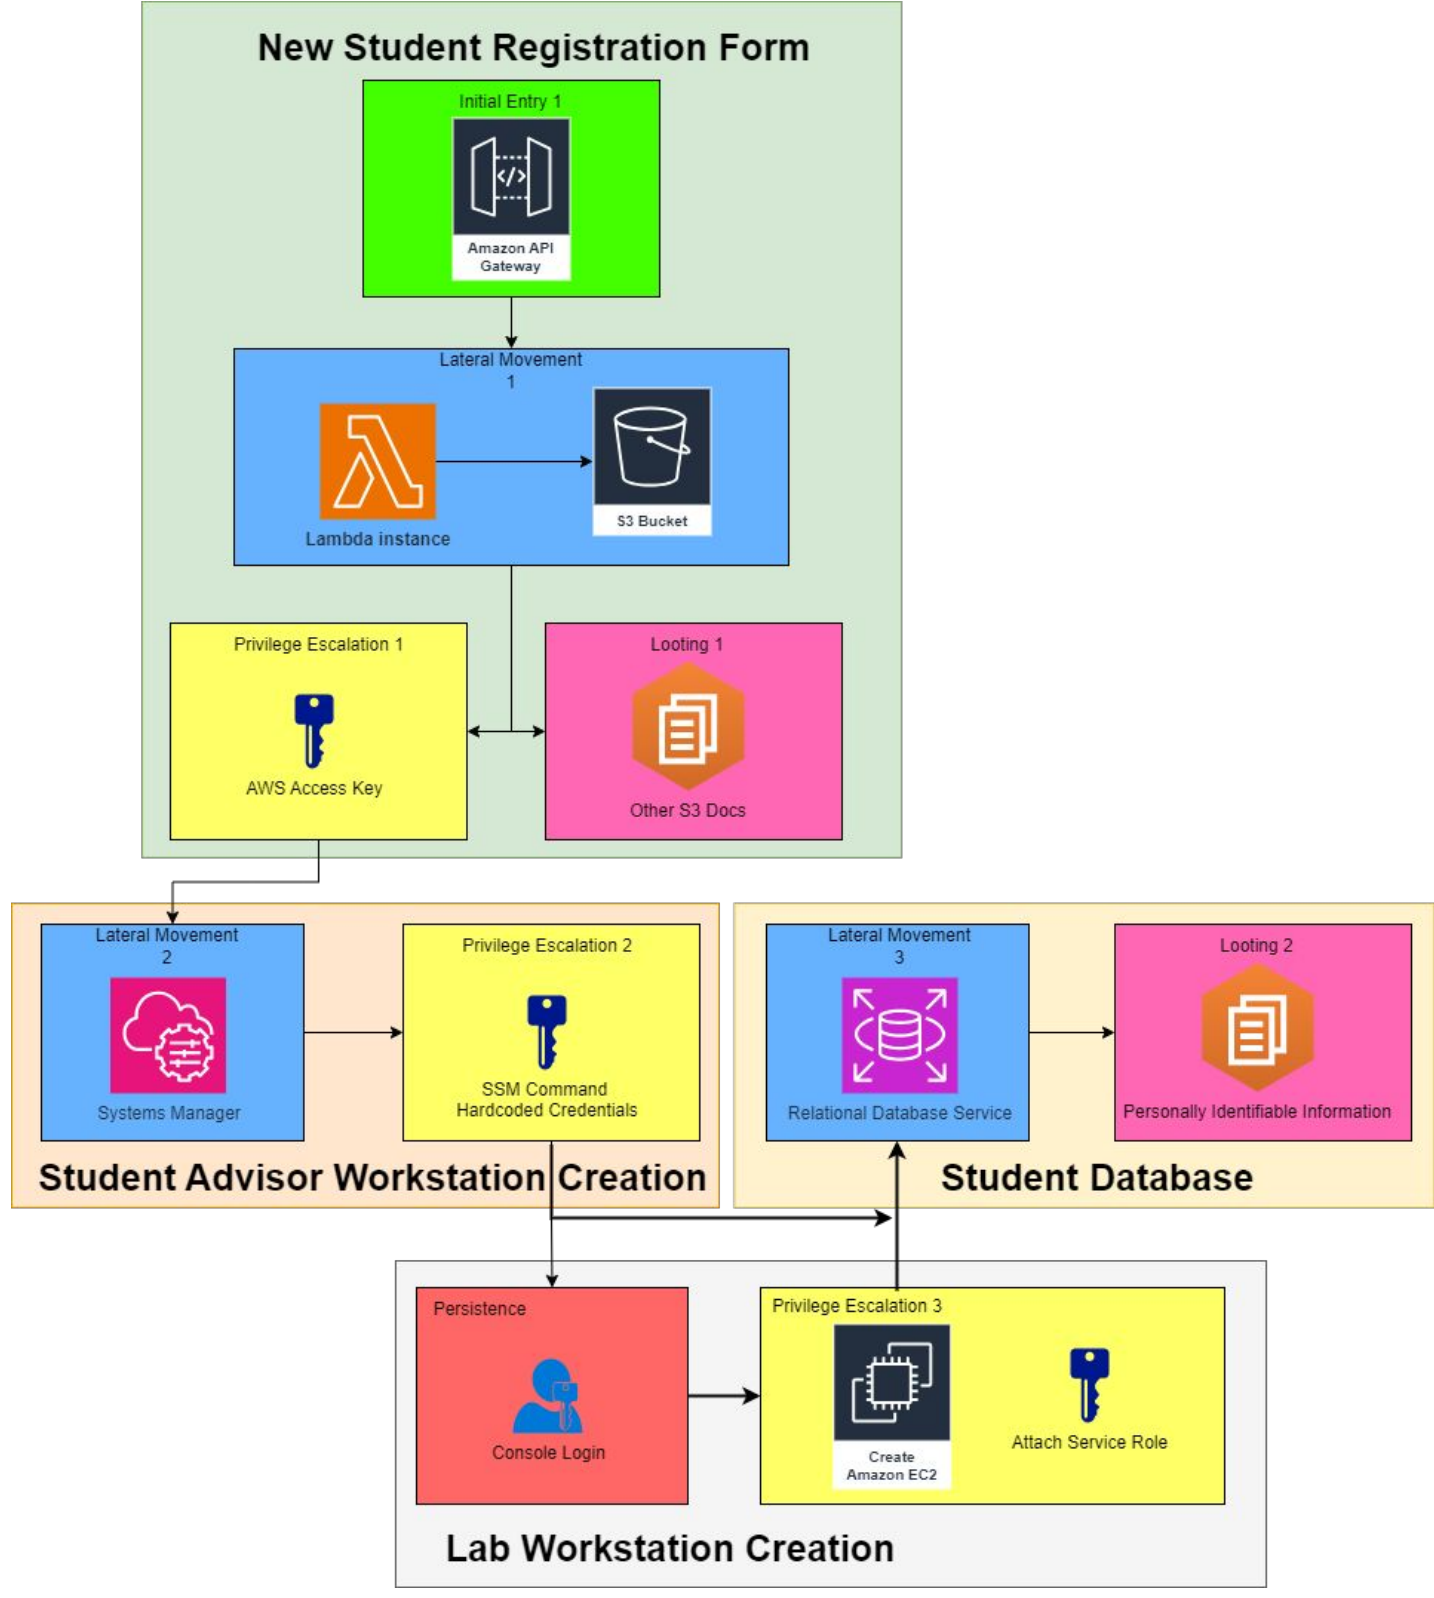 New Student Registration Form
Initial Entry 1
</>
Amazon API
Gateway
Lateral Movement
1
Lambda instance
S3 Bucket
Privilege Escalation 1
AWS Access Key
Looting 1
Other S3 Docs
Lateral Movement
2
Systems Manager
Privilege Escalation 2
SSM Command
Hardcoded Credentials
Student Advisor Workstation Creation
Lateral Movement
3
Relational Database Service
Looting 2
Personally Identifiable Information
Student Database
Persistence
Console Login
Privilege Escalation 3
Create
Amazon EC2
Attach Service Role
Lab Workstation Creation